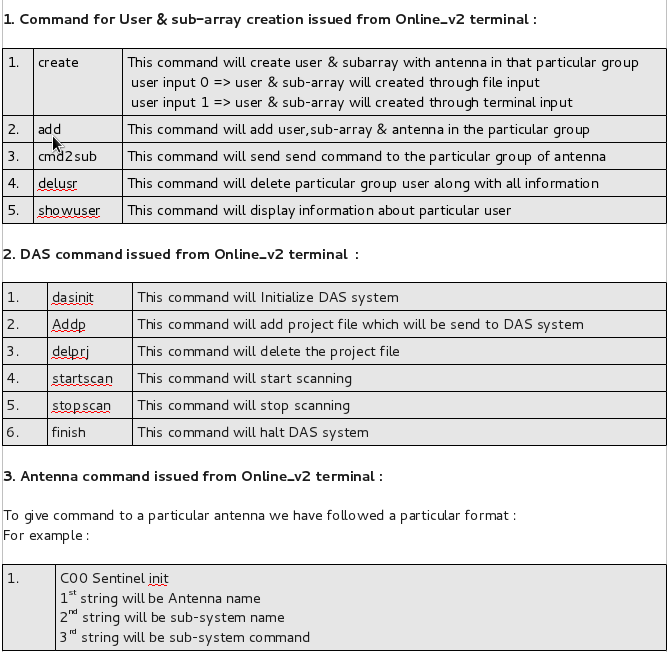 1. Command for User & sub-array creation issued from Online_v2 terminal :
1. create This command will create user & subarray with antenna in that particular group
user input 0 => user & sub-array will created through file input
user input 1 => user & sub-array will created through terminal input
2. add This command will add user,sub-array & antenna in the particular group
3. cmd2sub This command will send send command to the particular group of antenna
4. delusr This command will delete particular group user along with all information
5. showuser This command will display information about particular user
2. DAS command issued from Online_v2 terminal :
1. dasinit This command will Initialize DAS system
2. Addp This command will add project file which will be send to DAS system
3. delprj This command will delete the project file
4. startscan This command will start scanning
5. stopscan This command will stop scanning
6. finish This command will halt DAS system
3. Antenna command issued from Online_v2 terminal :
To give command to a particular antenna we have followed a particular format :
For example :
1. C00 Sentinel init
1st string will be Antenna name
2nd string will be sub-system name
3rd string will be sub-system command